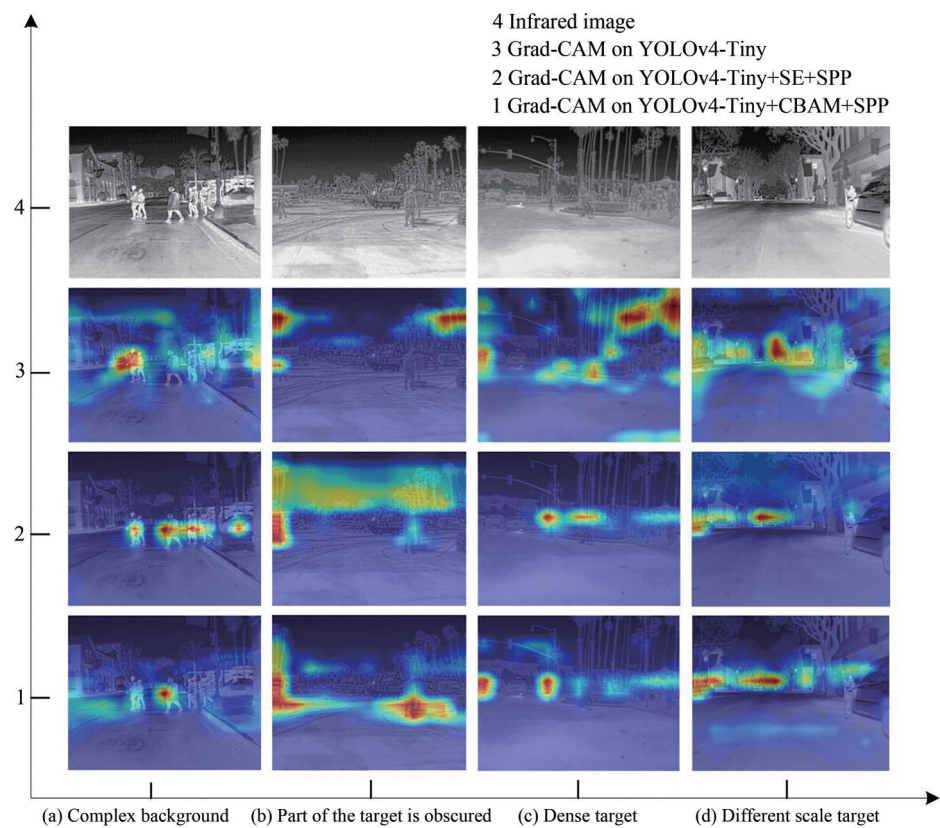 4 Infrared image
3 Grad-CAM on YOLOv4-Tiny
2 Grad-CAM on YOLOv4-Tiny+SE+SPP
1 Grad-CAM on YOLOv4-Tiny+CBAM+SPP
4
3
2
1
(a) Complex background (b) Part of the target is obscured (c) Dense target (d) Different scale target